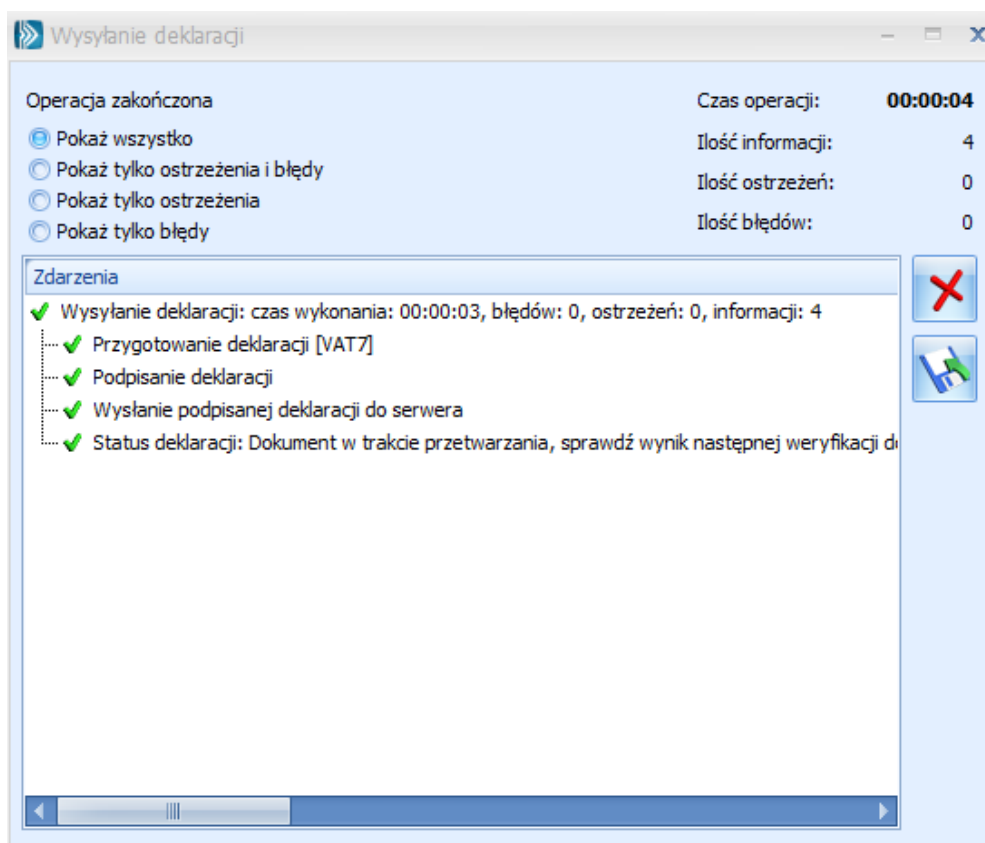 Wysyłanie deklaracji
Operacja zakończona
Czas operacji: 00:00:04
Pokaż wszystko
Ilość informacji: 4
Pokaż tylko ostrzeżenia i błędy
Ilość ostrzeżeń: 0
Pokaż tylko ostrzeżenia
Ilość błędów: 0
Pokaż tylko błędy
Zdarzenia
Wysyłanie deklaracji: czas wykonania: 00:00:03, błędów: 0, ostrzeżeń: 0, informacji: 4
Przygotowanie deklaracji [VAT7]
Podpisanie deklaracji
Wysłanie podpisanej deklaracji do serwera
Status deklaracji: Dokument w trakcie przetwarzania, sprawdź wynik następnej weryfikacji